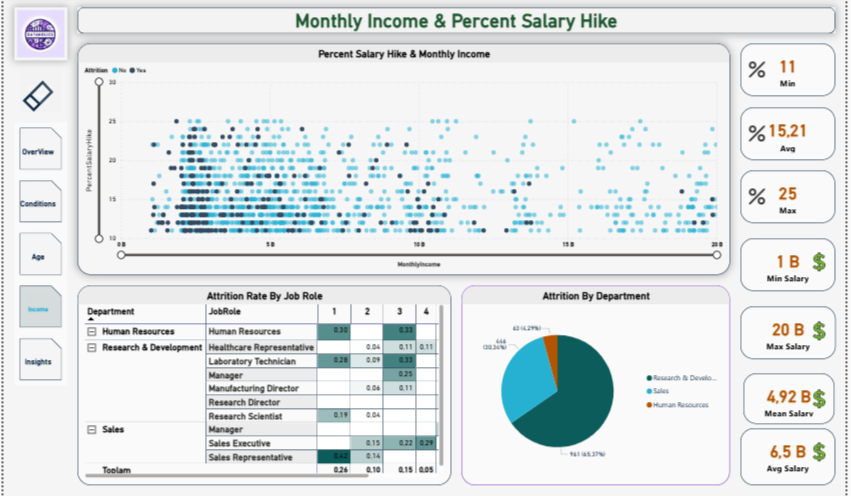 Monthly Income & Percent Salary Hike
OverView
Conditions
Age
Income
Insights
Percent Salary Hike & Monthly Income
Attrition No Yes
PercentSalaryHike
30
25
20
15
10
0 B 5 B 10 B 15 B 20 B
MonthlyIncome
% 11
Min
% 15,21
Avg
% 25
Max
1 B $
Min Salary
20 B $
Max Salary
4,92 B $
Mean Salary
6,5 B $
Avg Salary
Attrition Rate By Job Role
Department JobRole 1 2 3 4
Human Resources Human Resources 0,30 0,33
Research & Development Healthcare Representative 0,04 0,11 0,11
Laboratory Technician 0,28 0,09 0,33
Manager 0,25
Manufacturing Director 0,06 0,11
Research Director
Research Scientist 0,19 0,04
Sales Manager
Sales Executive 0,15 0,22 0,29
Sales Representative 0,42 0,14
Toplam 0,26 0,10 0,15 0,05
Attrition By Department
63 (4,29%)
446
(30,34%)
961 (65,37%)
Research & Develo...
Sales
Human Resources